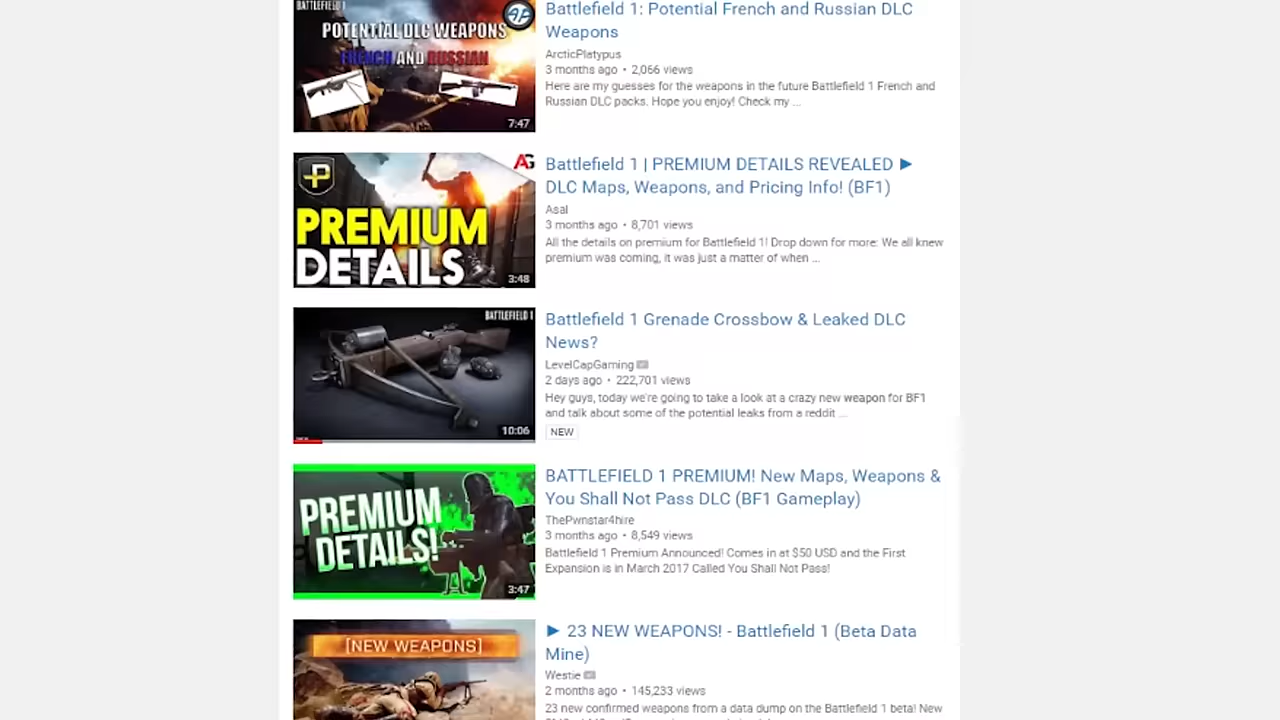 BATTLEFIELD 1
POTENTIAL DLC WEAPONS
FRENCH AND RUSSIAN
7:47
Battlefield 1: Potential French and Russian DLC
Weapons
ArcticPlatypus
3 months ago • 2,066 views
Here are my guesses for the weapons in the future Battlefield 1 French and
Russian DLC packs. Hope you enjoy! Check my ...
PREMIUM
DETAILS
3:48
Battlefield 1 | PREMIUM DETAILS REVEALED ►
DLC Maps, Weapons, and Pricing Info! (BF1)
Asal
3 months ago • 8,701 views
All the details on premium for Battlefield 1! Drop down for more: We all knew
premium was coming, it was just a matter of when ...
BATTLEFIELD 1
10:06
Battlefield 1 Grenade Crossbow & Leaked DLC
News?
LevelCapGaming
2 days ago • 222,701 views
Hey guys, today we're going to take a look at a crazy new weapon for BF1
and talk about some of the potential leaks from a reddit ...
NEW
PREMIUM
DETAILS!
3:47
BATTLEFIELD 1 PREMIUM! New Maps, Weapons &
You Shall Not Pass DLC (BF1 Gameplay)
ThePwnstar4hire
3 months ago • 8,549 views
Battlefield 1 Premium Announced! Comes in at $50 USD and the First
Expansion is in March 2017 Called You Shall Not Pass!
[NEW WEAPONS]
► 23 NEW WEAPONS! - Battlefield 1 (Beta Data
Mine)
Westie
2 months ago • 145,233 views
23 new confirmed weapons from a data dump on the Battlefield 1 beta! New